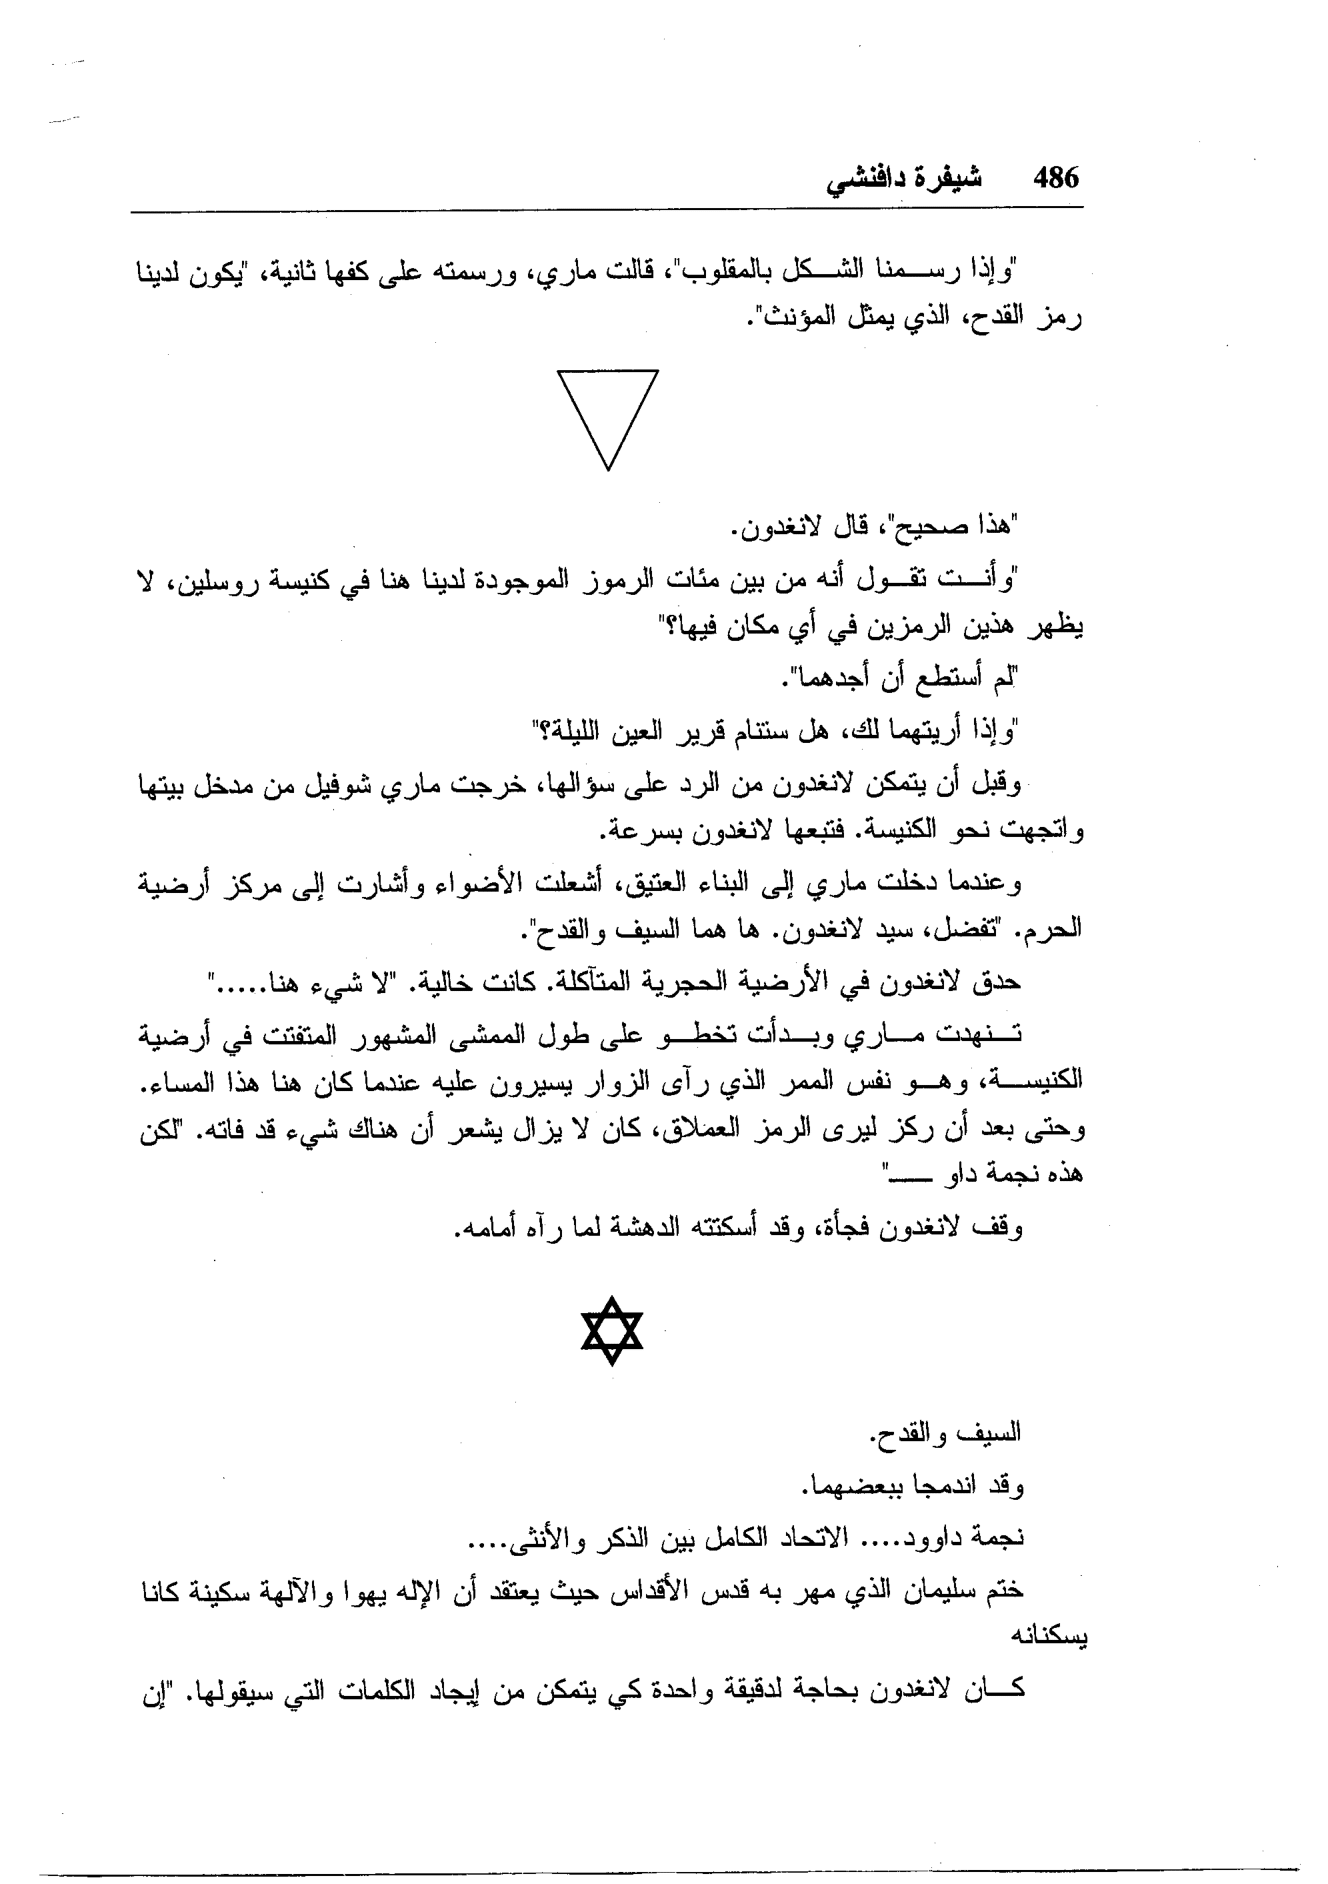 486 شيفرة دافنشي
"وإذا رسمنا الشكل بالمقلوب"، قالت ماري، ورسمته على كفها ثانية، "يكون لدينا
رمز القدح، الذي يمثل المؤنث".
"هذا صحيح"، قال لانغدون.
"وأنت تقول أنه من بين مئات الرموز الموجودة لدينا هنا في كنيسة روسلين، لا
يظهر هذين الرمزين في أي مكان فيها؟"
"لم أستطع أن أجدهما".
"وإذا أريتهما لك، هل ستنام قرير العين الليلة؟"
وقبل أن يتمكن لانغدون من الرد على سؤالها، خرجت ماري شوفيل من مدخل بيتها
واتجهت نحو الكنيسة. فتبعها لانغدون بسرعة.
وعندما دخلت ماري إلى البناء العتيق، أشعلت الأضواء وأشارت إلى مركز أرضية
الحرم. "تفضل، سيد لانغدون. ها هما السيف والقدح".
حدق لانغدون في الأرضية الحجرية المتآكلة. كانت خالية. "لا شيء هنا....."
تنهدت ماري وبدأت تخطو على طول الممشى المشهور المتفتت في أرضية
الكنيسة، وهو نفس الممر الذي رآى الزوار يسيرون عليه عندما كان هنا هذا المساء.
وحتى بعد أن ركز ليرى الرمز العملاق، كان لا يزال يشعر أن هناك شيء قد فاته. "لكن
هذه نجمة داو ـــ"
وقف لانغدون فجأة، وقد أسكتته الدهشة لما رآه أمامه.
السيف والقدح.
وقد اندمجا ببعضهما.
نجمة داوود.... الاتحاد الكامل بين الذكر والأنثى....
ختم سليمان الذي مهر به قدس الأقداس حيث يعتقد أن الإله يهوا والآلهة سكينة كانا
يسكنانه
كان لانغدون بحاجة لدقيقة واحدة كي يتمكن من إيجاد الكلمات التي سيقولها. "إن